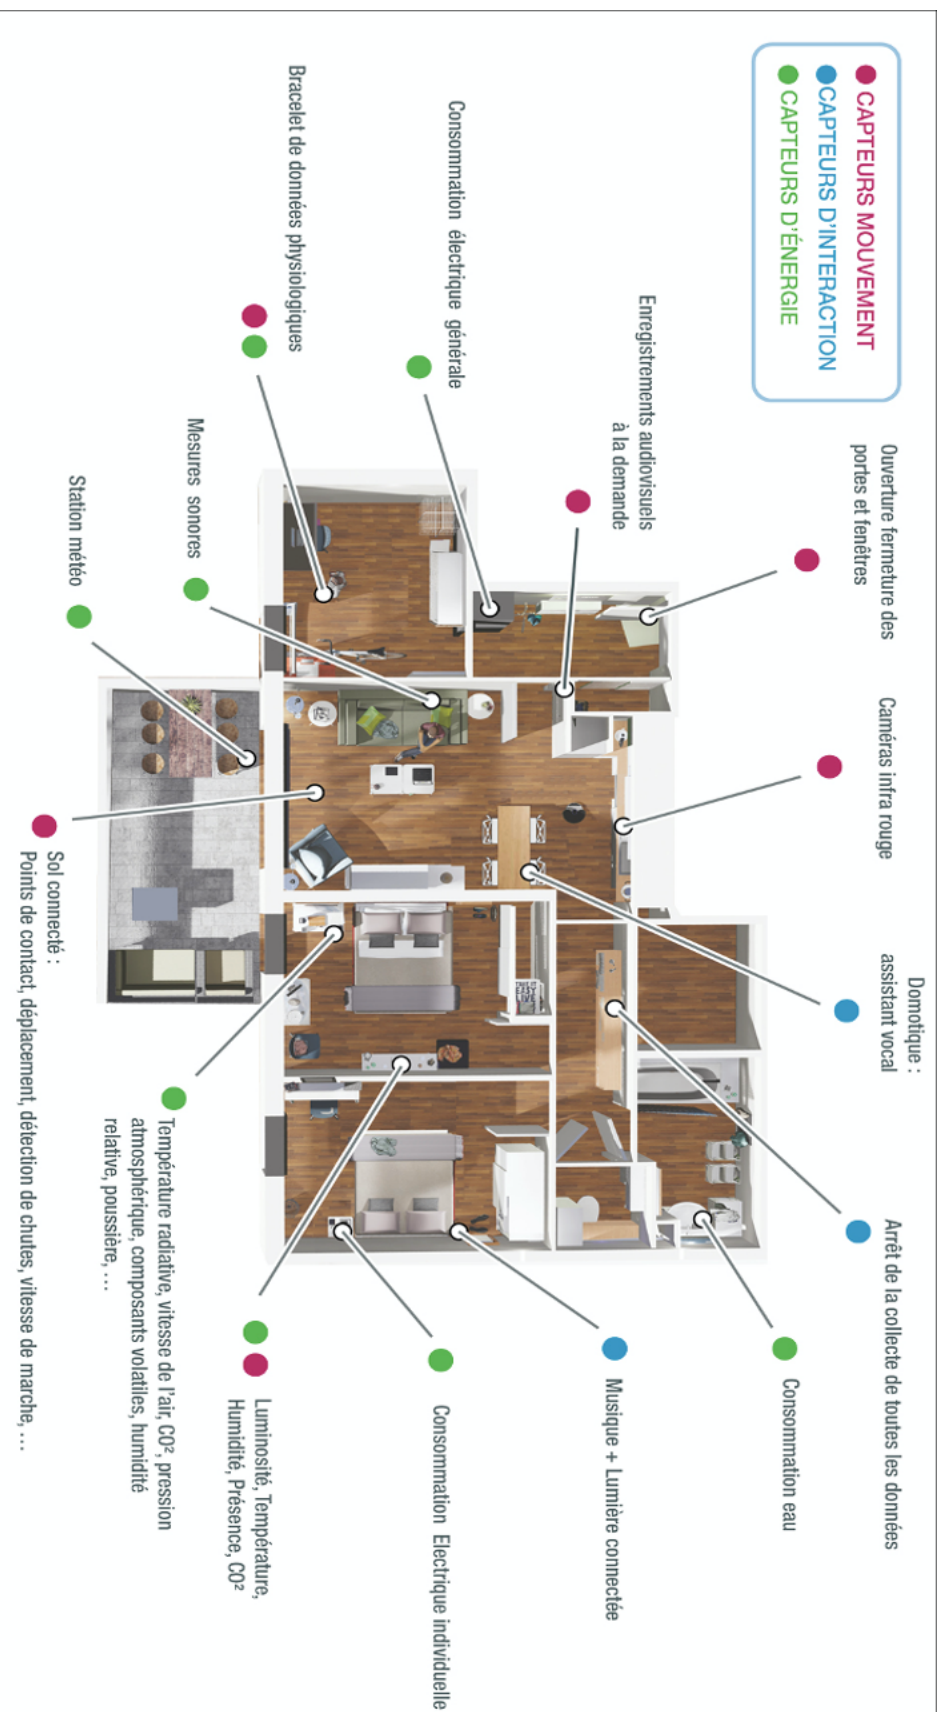 CAPTEURS MOUVEMENT
CAPTEURS D'INTERACTION
CAPTEURS D'ÉNERGIE
Ouverture fermeture des
portes et fenêtres
Caméras infra rouge
Domotique :
assistant vocal
Arrêt de la collecte de toutes les données
Enregistrements audiovisuels
à la demande
Consommation eau
Consommation électrique générale
Musique + Lumière connectée
Bracelet de données physiologiques
Consommation Electrique individuelle
Mesures sonores
Luminosité, Température,
Humidité, Présence, CO²
Station météo
Température radiative, vitesse de l'air, CO², pression
atmosphérique, composants volatiles, humidité
relative, poussière, ...
Sol connecté :
Points de contact, déplacement, détection de chutes, vitesse de marche, ...